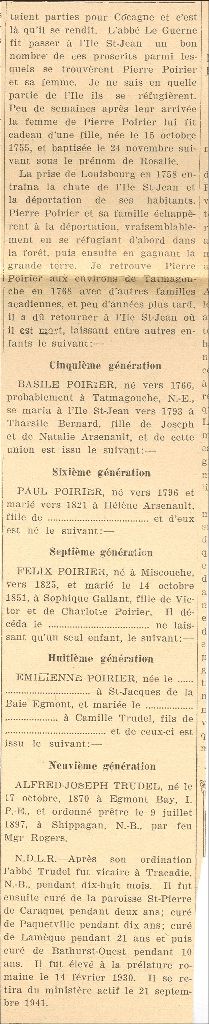 taient parties pour Cocagne et c'est
là qu'il se rendit. L'abbé Le Guerne
fit passer à l'Ile St-Jean un bon
nombre de ces proscrits parmi les-
quels se trouvèrent Pierre Poirier
et sa femme. Je ne sais en quelle
partie de l'Ile ils se réfugièrent.
Peu de semaines après leur arrivée
la femme de Pierre Poirier lui fit
cadeau d'une fille, née le 15 octobre
1755, et baptisée le 24 novembre sui-
vant sous le prénom de Rosalie.
La prise de Louisbourg en 1758 en-
traîna la chute de l'Ile St-Jean et
la déportation de ses habitants.
Pierre Poirier et sa famille échappè-
rent à la déportation, vraisemblable-
ment en se réfugiant d'abord dans
la forêt, puis ensuite en gagnant la
grande terre. Je retrouve Pierre
Poirier aux environs de Tatmagou-
che en 1768 avec d'autres familles
acadiennes, et peu d'années plus tard,
il a dû retourner à l'Ile St-Jean où
il est mort, laissant entre autres en-
fants le suivant:—
Cinquième génération
BASILE POIRIER, né vers 1766,
probablement à Tatmagouche, N.-E.,
se maria à l'Ile St-Jean vers 1793 à
Tharsile Bernard, fille de Joseph
et de Natalie Arsenault, et de cette
union est issu le suivant:—
Sixième génération
PAUL POIRIER, né vers 1796 et
marié vers 1821 à Hélène Arsenault,
fille de .............................. et d'eux
est né le suivant:—
Septième génération
FELIX POIRIER, né à Miscouche,
vers 1825, et marié le 14 octobre
1851, à Sophique Gallant, fille de Vic-
tor et de Charlotte Poirier. Il dé-
céda le .............................. ne lais-
sant qu'un seul enfant, le suivant:—
Huitième génération
EMILIENNE POIRIER, née le ......
......................... à St-Jacques de la
Baie Egmont, et mariée le ..............
................ à Camille Trudel, fils de
...................... et de ceux-ci est
issu le suivant:—
Neuvième génération
ALFRED-JOSEPH TRUDEL, né le
17 octobre, 1870 à Egmont Bay, I.
P.-E., et ordonné prêtre le 9 juillet
1897, à Shippagan, N.-B., par feu
Mgr Rogers.
N.D.L.R.—Après son ordination
l'abbé Trudel fut vicaire à Tracadie,
N.-B., pendant dix-huit mois. Il fut
ensuite curé de la paroisse St-Pierre
de Caraquet pendant deux ans; curé
de Paquetville pendant dix ans; curé
de Lamèque pendant 21 ans et puis
curé de Bathurst-Ouest pendant 10
ans. Il fut élevé à la prélature ro-
maine le 14 février 1930. Il se re-
tira du ministère actif le 21 septem-
bre 1941.